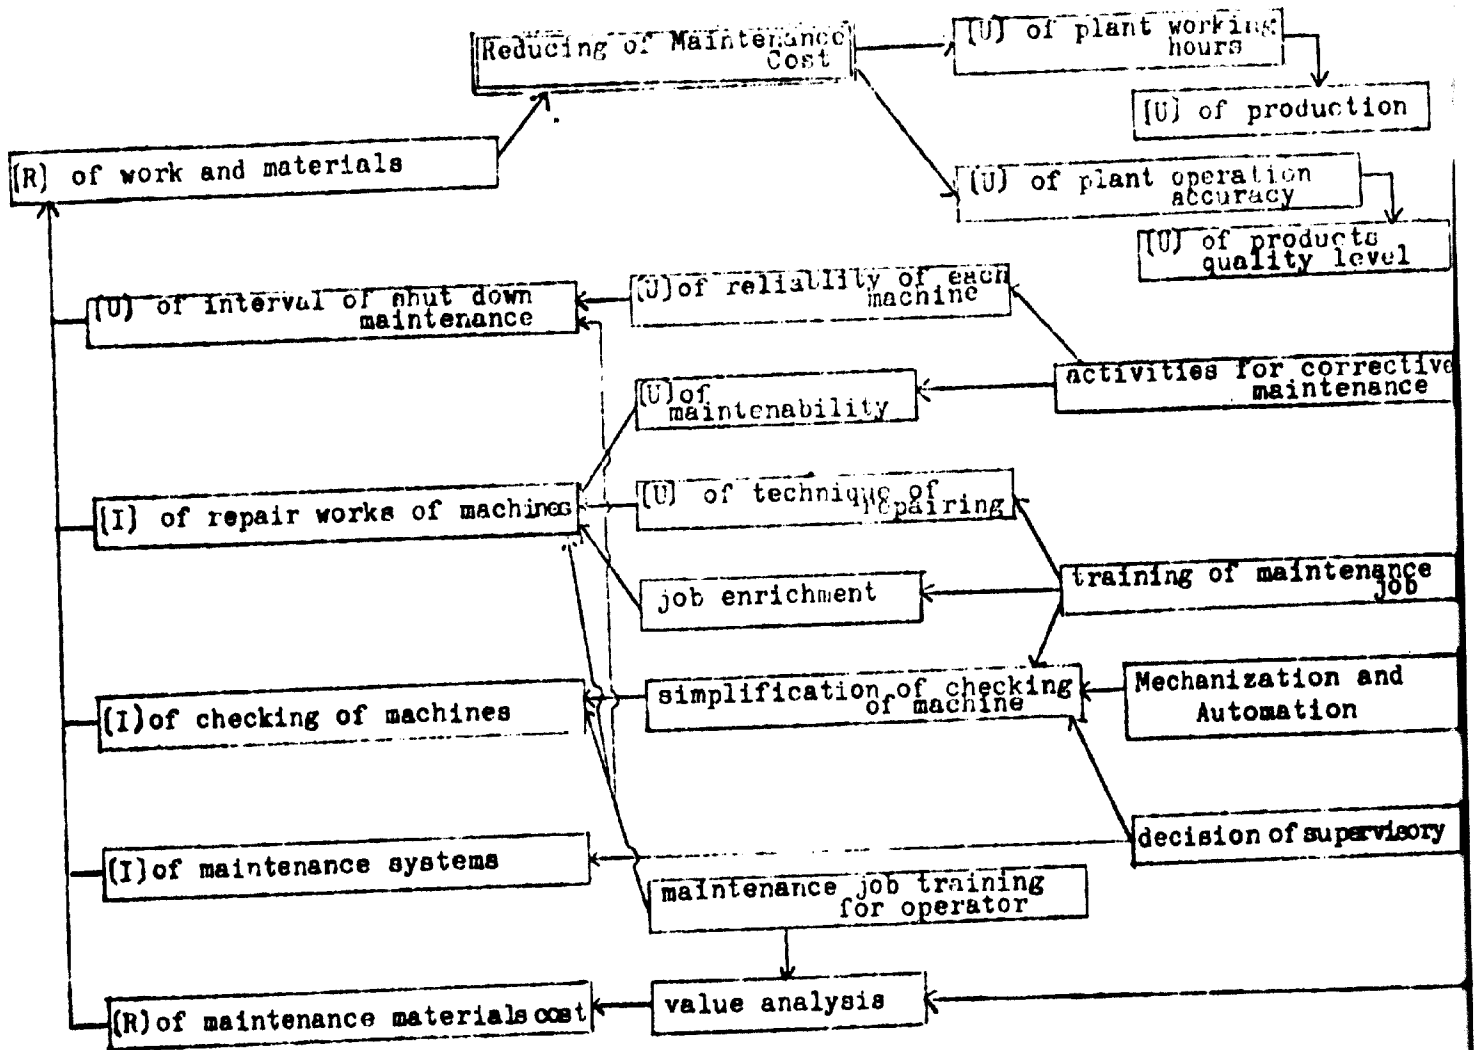 Reducing of Maintenance
Cost
[U] of plant working
hours
[U] of production
(R) of work and materials
(U) of plant operation
accuracy
[U] of products
quality level
(U) of interval of shut down
maintenance
(U) of reliallity of each
machine
activities for corrective
maintenance
(U) of
maintenability
(I) of repair works of machines
(U) of technique of
repairing
job enrichment
training of maintenance
job
(I) of checking of machines
simplification of checking
of machine
Mechanization and
Automation
decision of supervisory
(I) of maintenance systems
maintenance job training
for operator
(R) of maintenance materials cost
value analysis